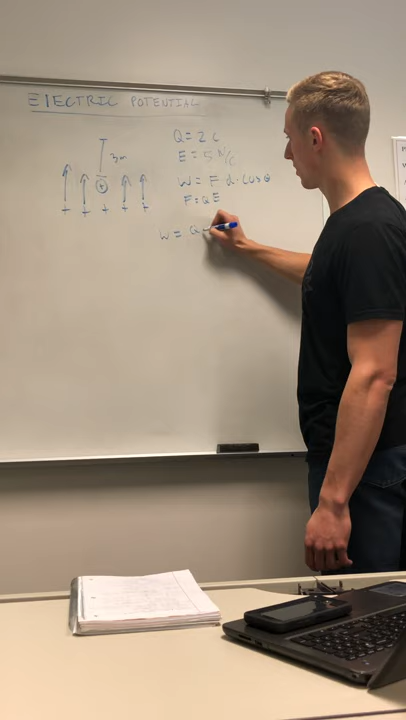 ELECTRIC POTENTIAL
Q = 2 C
3m
E = 5 N/C
W = F d · cos θ
F = QE
+ + + + +
W = Q